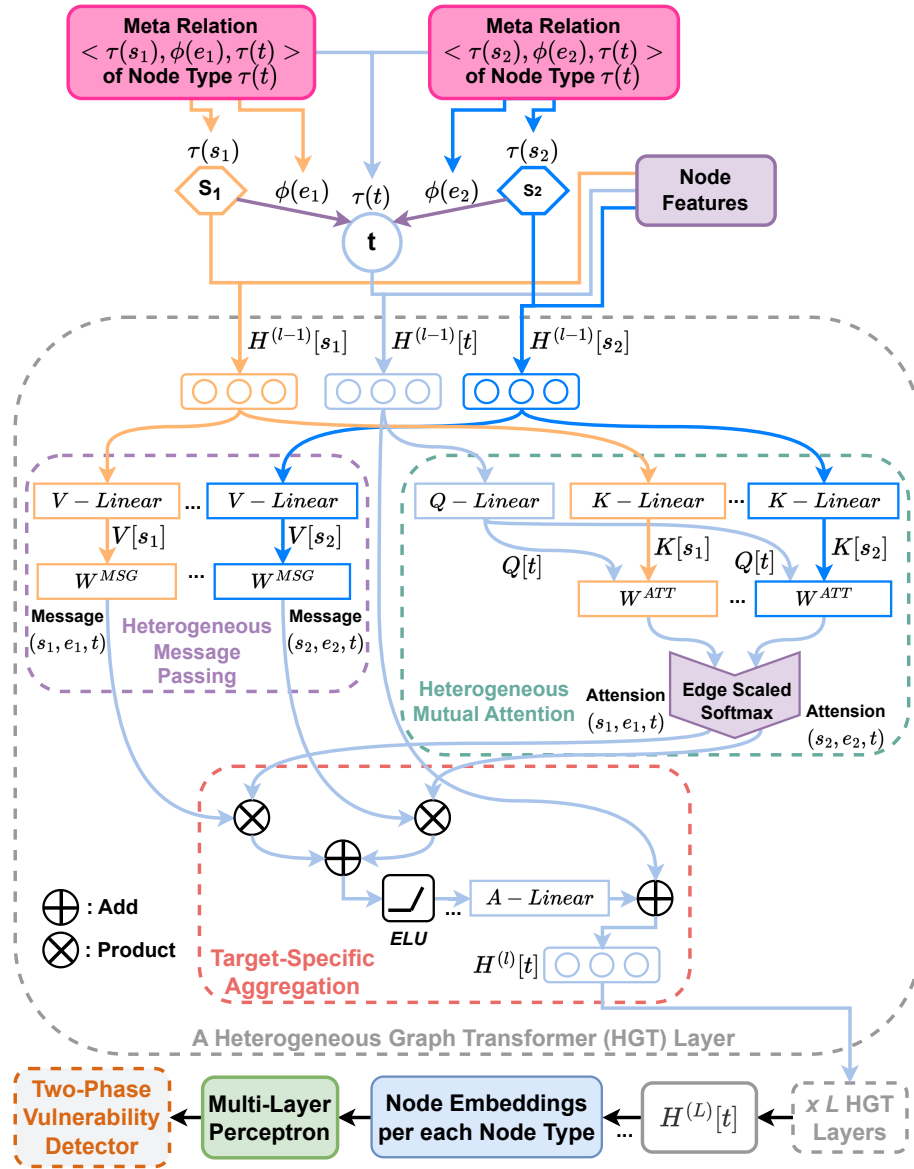 Meta Relation
< τ(s₁), ϕ(e₁), τ(t) >
of Node Type τ(t)
Meta Relation
< τ(s₂), ϕ(e₂), τ(t) >
of Node Type τ(t)
τ(s₁)
τ(s₂)
S₁
ϕ(e₁)
τ(t)
ϕ(e₂)
S₂
Node
Features
t
H⁽ˡ⁻¹⁾[s₁]
H⁽ˡ⁻¹⁾[t]
H⁽ˡ⁻¹⁾[s₂]
V − Linear
...
V − Linear
Q − Linear
K − Linear
...
K − Linear
V[s₁]
V[s₂]
Q[t]
K[s₁]
Q[t]
K[s₂]
W^{MSG}
...
W^{MSG}
W^{ATT}
...
W^{ATT}
Message
(s₁, e₁, t)
Heterogeneous
Message
Passing
Message
(s₂, e₂, t)
Heterogeneous
Mutual Attention
Edge Scaled
Softmax
Attension
(s₁, e₁, t)
Attension
(s₂, e₂, t)
: Add
: Product
ELU
...
A − Linear
H⁽ˡ⁾[t]
Target-Specific
Aggregation
A Heterogeneous Graph Transformer (HGT) Layer
Two-Phase
Vulnerability
Detector
Multi-Layer
Perceptron
Node Embeddings
per each Node Type
...
H⁽ᴸ⁾[t]
x L HGT
Layers